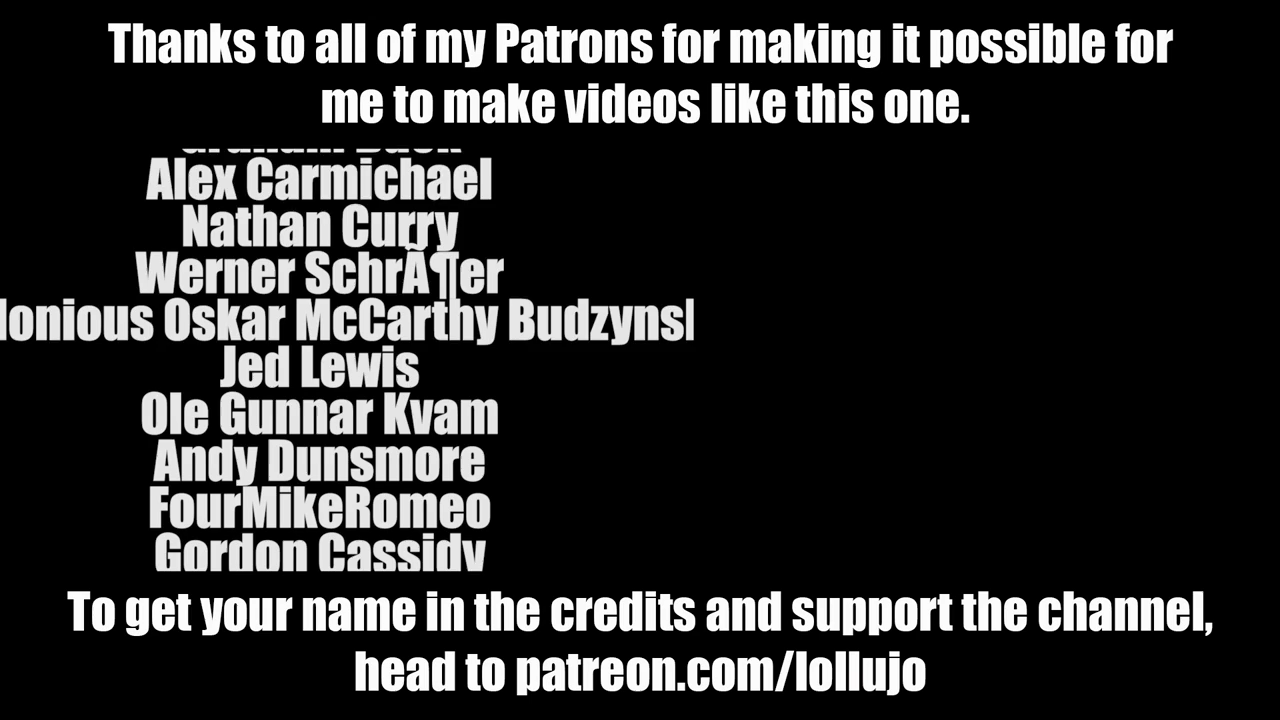 Thanks to all of my Patrons for making it possible for
me to make videos like this one.
Alex Carmichael
Nathan Curry
Werner SchrÃ¶er
lonious Oskar McCarthy Budzynsl
Jed Lewis
Ole Gunnar Kvam
Andy Dunsmore
FourMikeRomeo
Gordon Cassidy
To get your name in the credits and support the channel,
head to patreon.com/lollujo